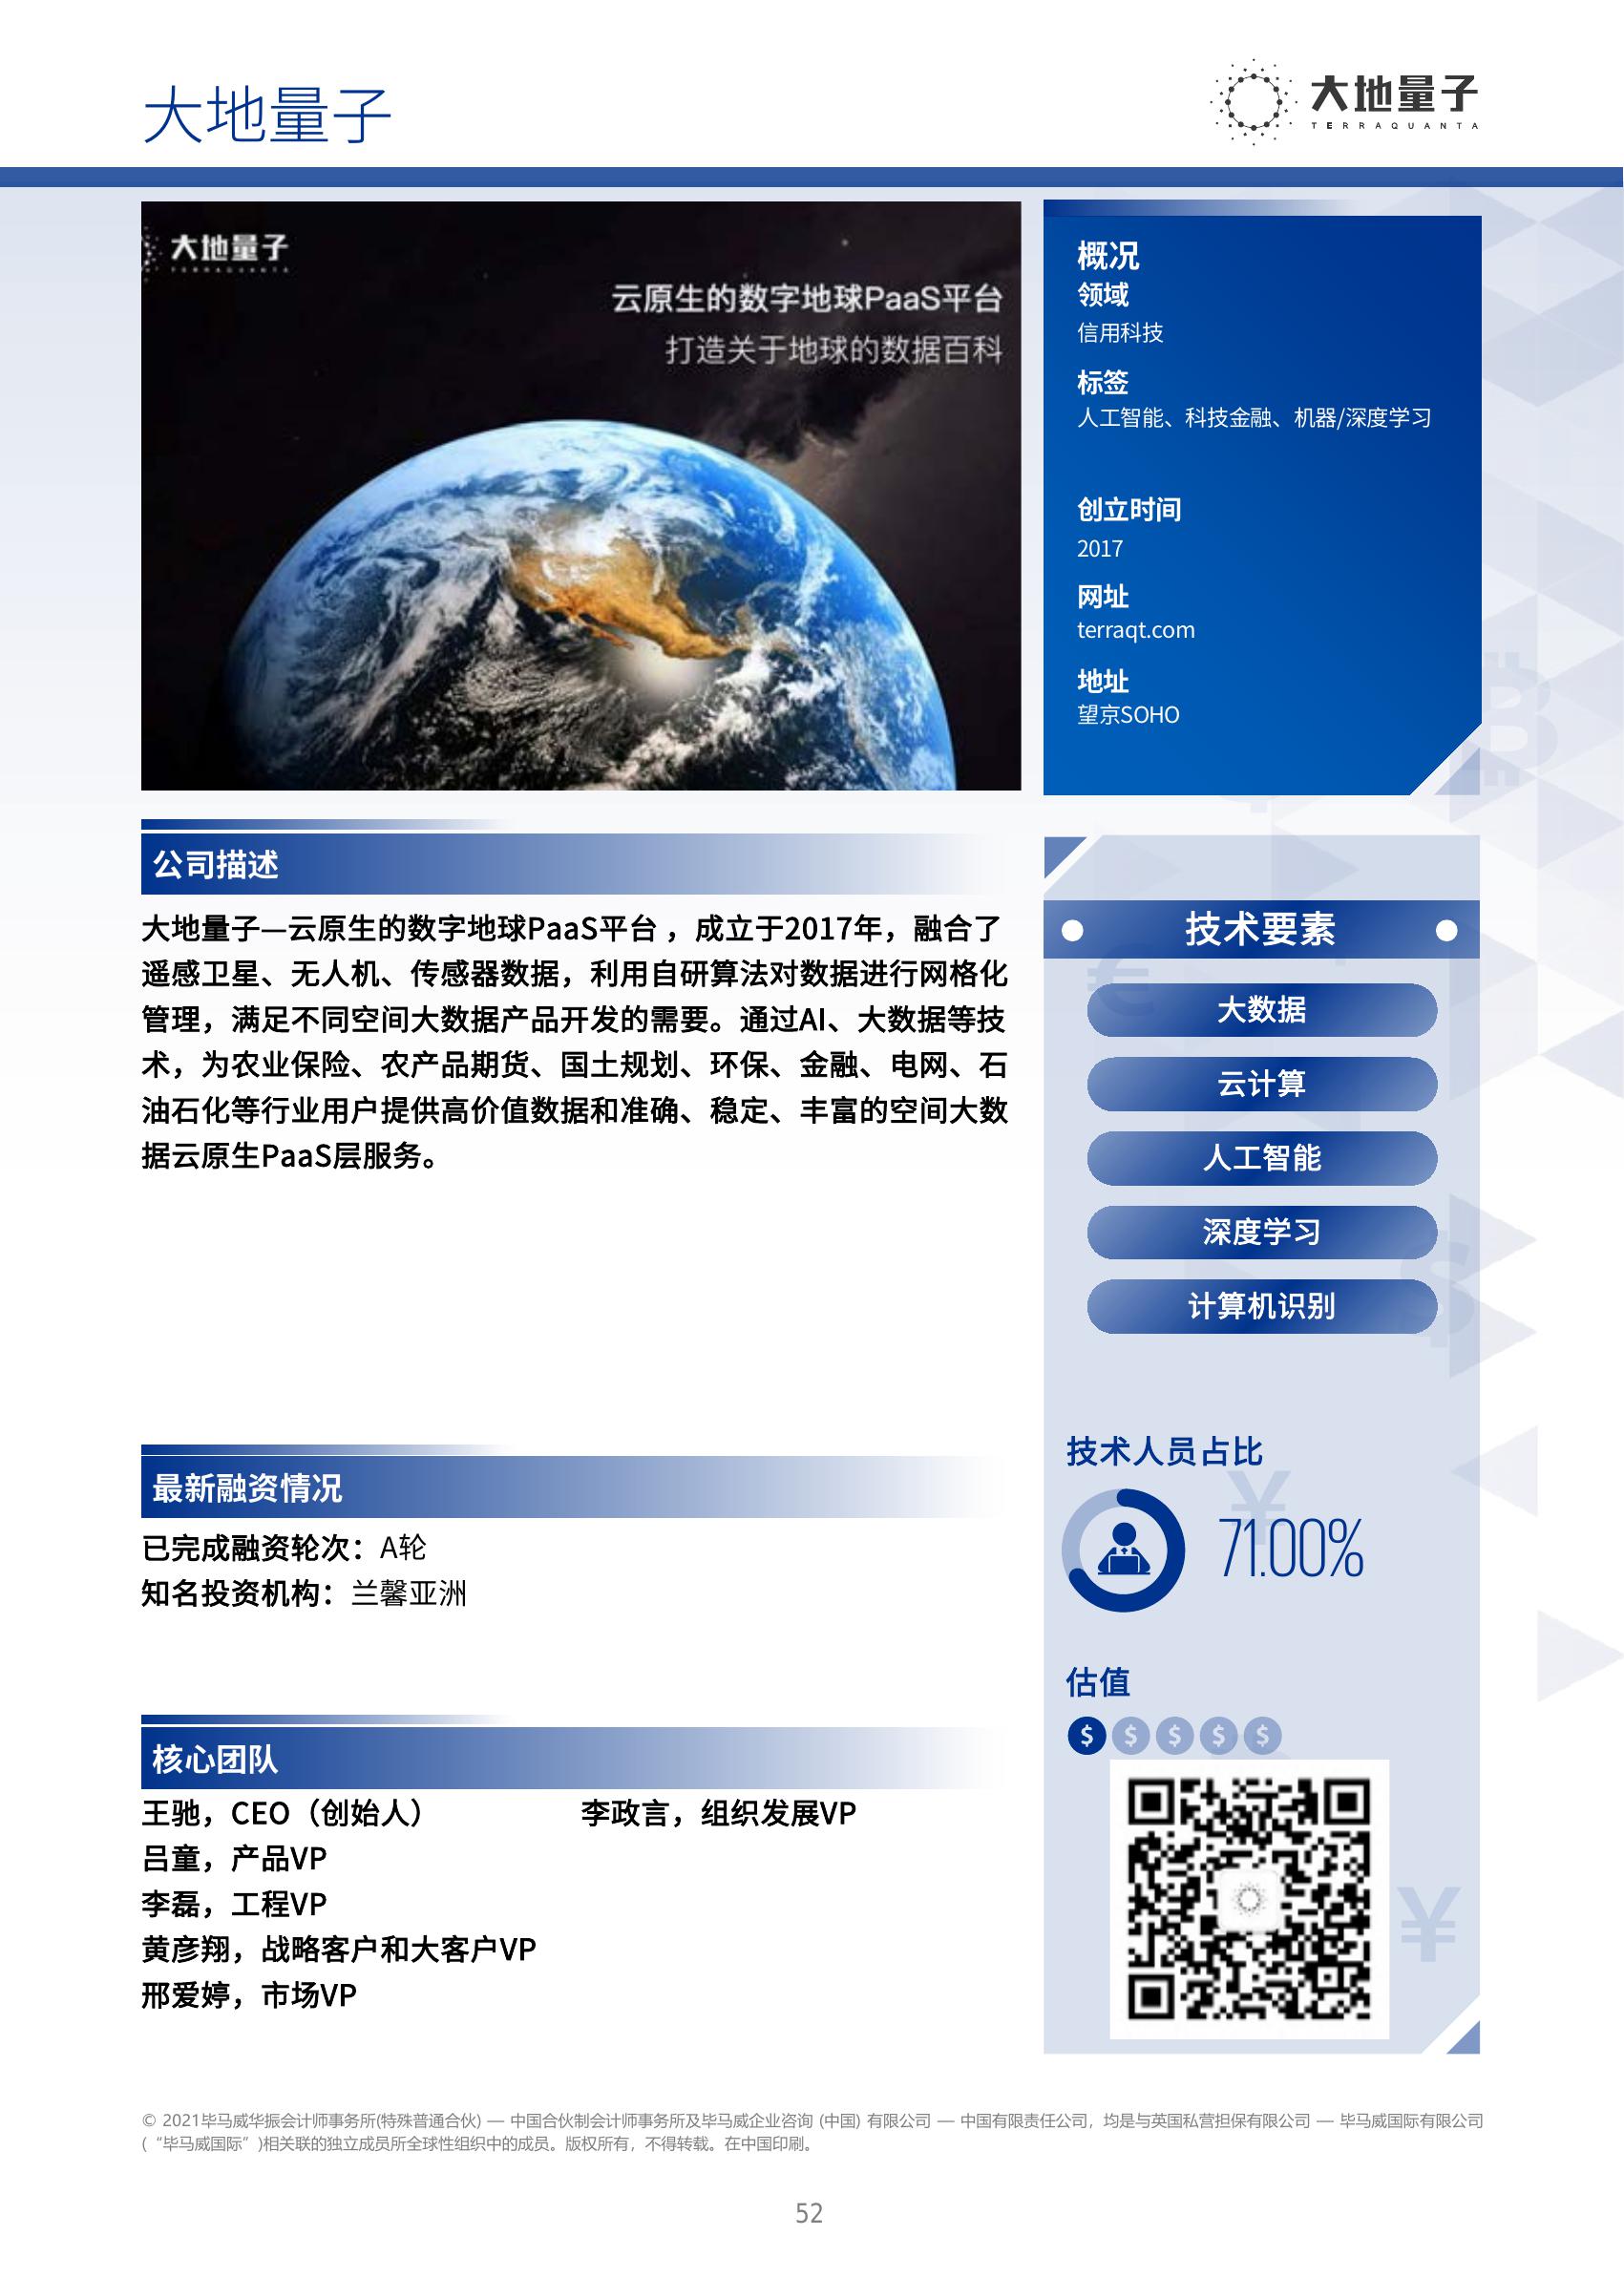 大地量子
大地量子
TERRAQUANTA
大地量子
TERRAQUANTA
云原生的数字地球PaaS平台
打造关于地球的数据百科
概况
领域
信用科技
标签
人工智能、科技金融、机器/深度学习
创立时间
2017
网址
terraqt.com
地址
望京SOHO
公司描述
大地量子—云原生的数字地球PaaS平台 ，成立于2017年，融合了
遥感卫星、无人机、传感器数据，利用自研算法对数据进行网格化
管理，满足不同空间大数据产品开发的需要。通过AI、大数据等技
术，为农业保险、农产品期货、国土规划、环保、金融、电网、石
油石化等行业用户提供高价值数据和准确、稳定、丰富的空间大数
据云原生PaaS层服务。
最新融资情况
已完成融资轮次：A轮
知名投资机构：兰馨亚洲
核心团队
王驰，CEO（创始人）
吕童，产品VP
李磊，工程VP
黄彦翔，战略客户和大客户VP
邢爱婷，市场VP
李政言，组织发展VP
技术要素
大数据
云计算
人工智能
深度学习
计算机识别
技术人员占比
71.00%
估值
$ $ $ $ $
© 2021毕马威华振会计师事务所(特殊普通合伙) — 中国合伙制会计师事务所及毕马威企业咨询 (中国) 有限公司 — 中国有限责任公司，均是与英国私营担保有限公司 — 毕马威国际有限公司
(“毕马威国际”)相关联的独立成员所全球性组织中的成员。版权所有，不得转载。在中国印刷。
52